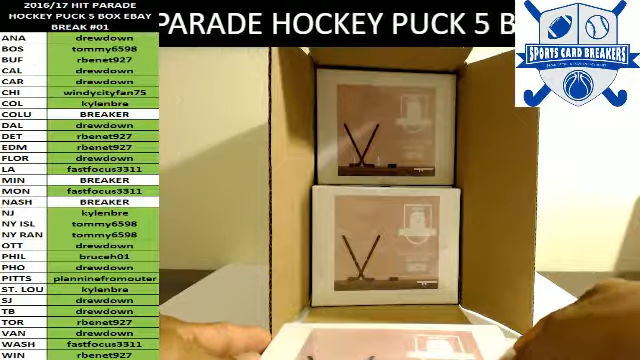 2016/17 HIT PARADE
HOCKEY PUCK 5 BOX EBAY
BREAK #01
PARADE HOCKEY PUCK 5 B
SPORTS CARD BREAKERS
ANA drewdown
BOS tommy6598
BUF rbenet927
CAL drewdown
CAR drewdown
CHI windycityfan75
COL kylenbre
COLU BREAKER
DAL drewdown
DET rbenet927
EDM rbenet927
FLOR drewdown
LA fastfocus3311
MIN BREAKER
MON fastfocus3311
NASH BREAKER
NJ kylenbre
NY ISL tommy6598
NY RAN tommy6598
OTT drewdown
PHIL bruceh01
PHO drewdown
PITTS planninefromouter
ST. LOU kylenbre
SJ drewdown
TB drewdown
TOR rbenet927
VAN drewdown
WASH fastfocus3311
WIN rbenet927